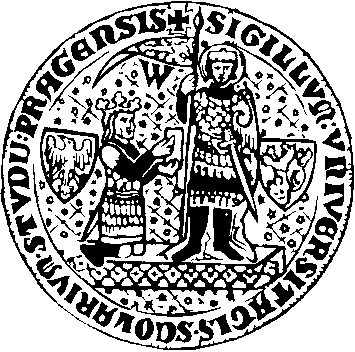 ✚ SIGILLVM · VNIVERSITATIS · SCOLARIVM · STVDII · PRAGENSIS
W